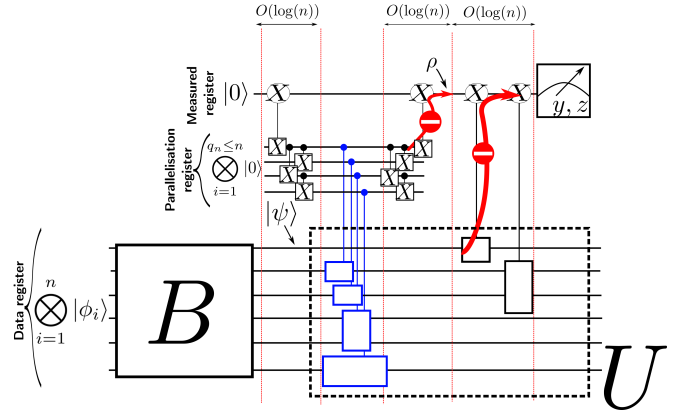 O(log(n)) O(log(n)) O(log(n))
Measured register
|0⟩ X X ρ X X y, z
Parallelisation register
q_n ≤ n
⨂ |0⟩
i=1
X X X X X X X X
|ψ⟩
Data register
n
⨂ |ϕ_i⟩ B
i=1
U